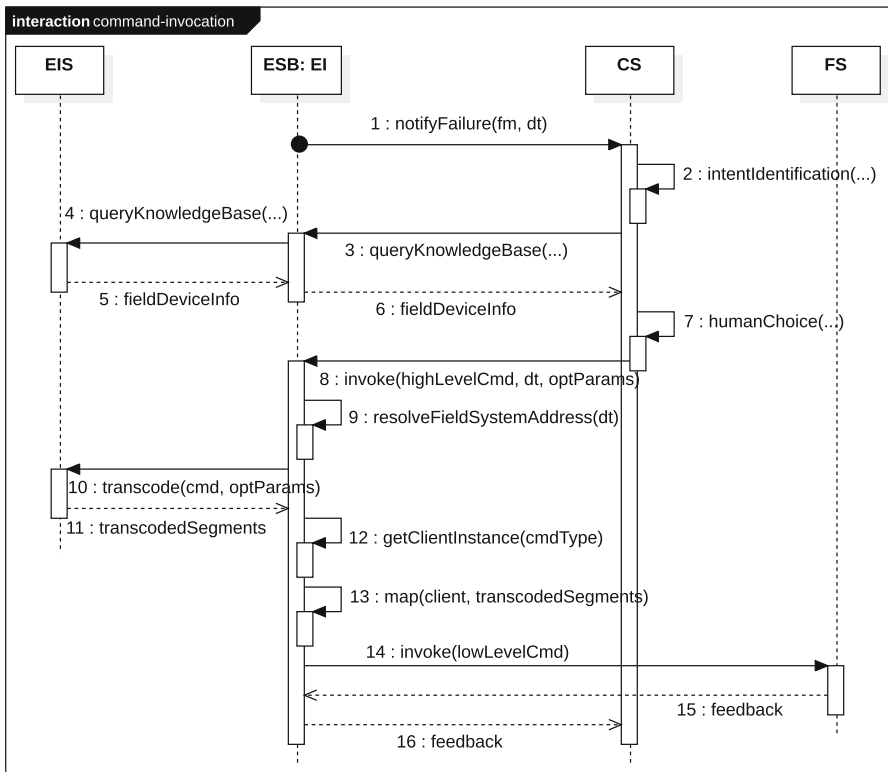 interaction command-invocation
EIS
ESB: EI
CS
FS
1 : notifyFailure(fm, dt)
2 : intentIdentification(...)
4 : queryKnowledgeBase(...)
3 : queryKnowledgeBase(...)
5 : fieldDeviceInfo
6 : fieldDeviceInfo
7 : humanChoice(...)
8 : invoke(highLevelCmd, dt, optParams)
9 : resolveFieldSystemAddress(dt)
10 : transcode(cmd, optParams)
11 : transcodedSegments
12 : getClientInstance(cmdType)
13 : map(client, transcodedSegments)
14 : invoke(lowLevelCmd)
15 : feedback
16 : feedback